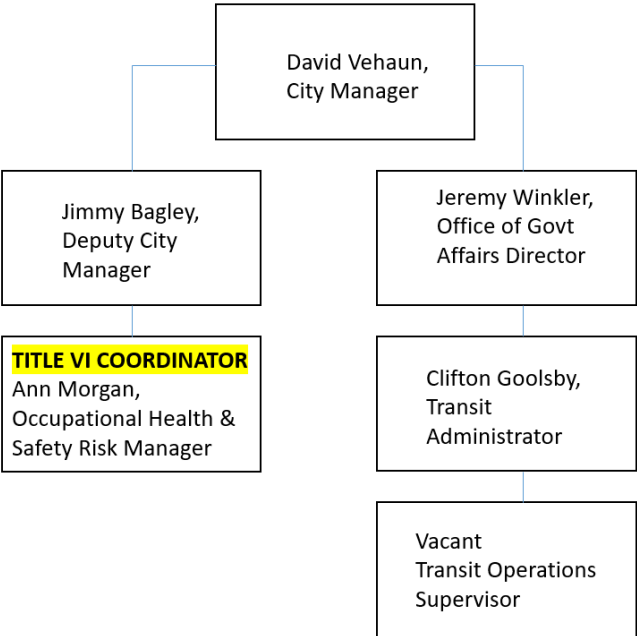 David Vehaun,
City Manager
Jimmy Bagley,
Deputy City
Manager
Jeremy Winkler,
Office of Govt
Affairs Director
TITLE VI COORDINATOR
Ann Morgan,
Occupational Health &
Safety Risk Manager
Clifton Goolsby,
Transit
Administrator
Vacant
Transit Operations
Supervisor